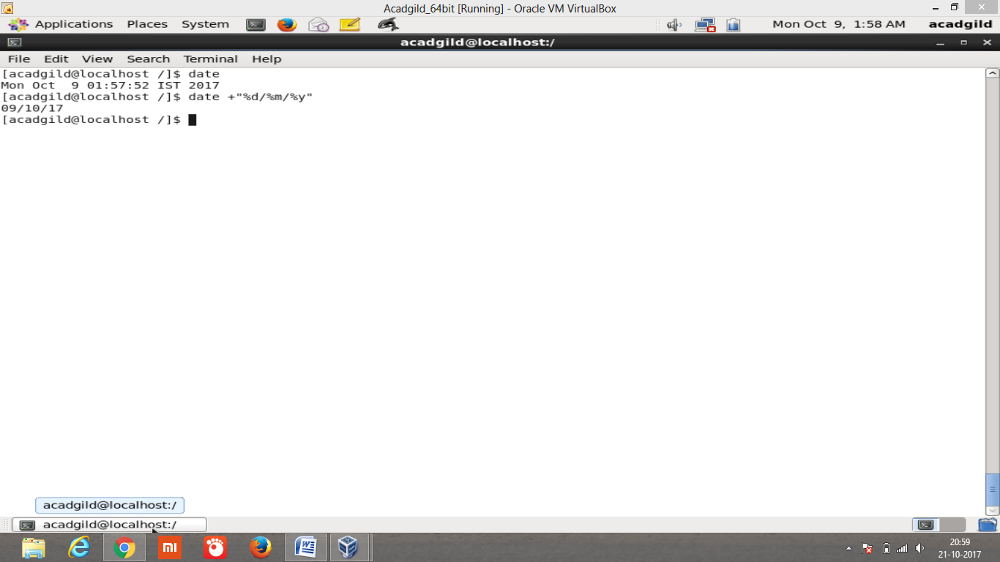 Acadgild_64bit [Running] - Oracle VM VirtualBox
Applications Places System Mon Oct 9, 1:58 AM acadgild
acadgild@localhost:/
File Edit View Search Terminal Help
[acadgild@localhost /]$ date
Mon Oct  9 01:57:52 IST 2017
[acadgild@localhost /]$ date +"%d/%m/%y"
09/10/17
[acadgild@localhost /]$
acadgild@localhost:/
acadgild@localhost:/
mi
20:59
21-10-2017